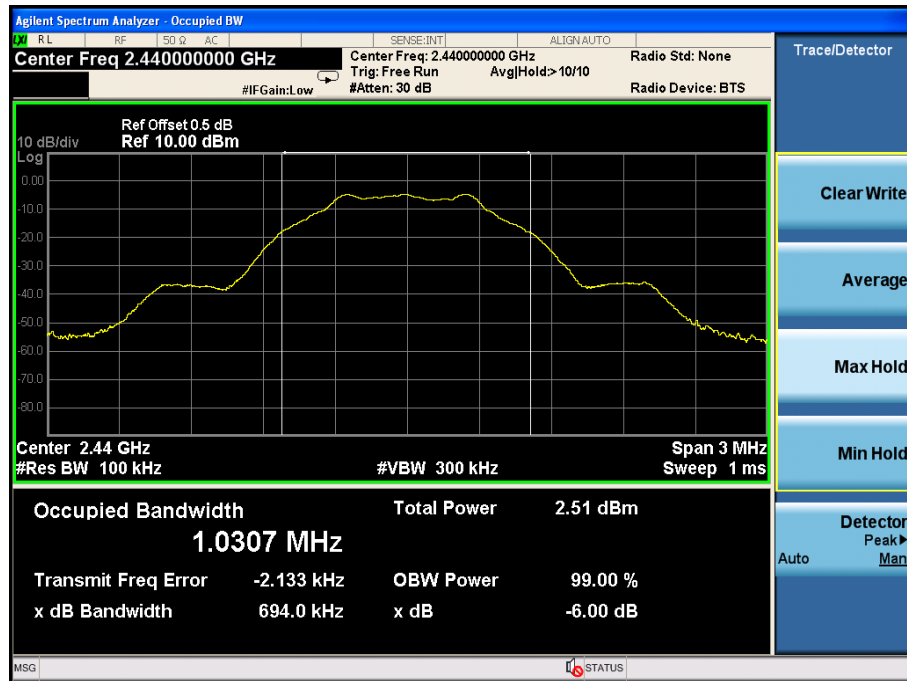 Agilent Spectrum Analyzer - Occupied BW
LXI RL RF 50 Ω AC SENSE:INT ALIGNAUTO
Center Freq 2.440000000 GHz
Center Freq: 2.440000000 GHz
Radio Std: None
Trig: Free Run Avg|Hold:> 10/10
#IFGain:Low #Atten: 30 dB
Radio Device: BTS
Trace/Detector
Ref Offset 0.5 dB
10 dB/div Ref 10.00 dBm
Log
0.00
-10.0
-20.0
-30.0
-40.0
-50.0
-60.0
-70.0
-80.0
Clear Write
Average
Max Hold
Min Hold
Center 2.44 GHz Span 3 MHz
#Res BW 100 kHz #VBW 300 kHz Sweep 1 ms
Occupied Bandwidth Total Power 2.51 dBm
1.0307 MHz
Transmit Freq Error -2.133 kHz OBW Power 99.00 %
x dB Bandwidth 694.0 kHz x dB -6.00 dB
Detector
Peak▶
Auto Man
MSG STATUS